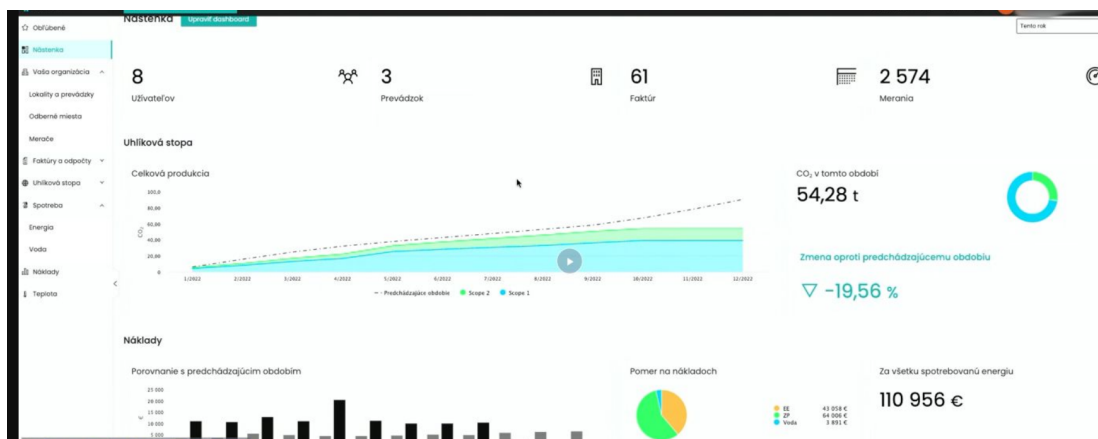 Nástenka
Upraviť dashboard
Tento rok
Obľúbené
Nástenka
Vaša organizácia
Lokality a prevádzky
Odberné miesta
Merače
Faktúry a odpočty
Uhlíková stopa
Spotreba
Energia
Voda
Náklady
Teplota
8
Užívateľov
3
Prevádzok
61
Faktúr
2 574
Merania
Uhlíková stopa
Celková produkcia
100,0
80,00
60,00
40,00
20,00
0
CO₂
1/2022 2/2022 3/2022 4/2022 5/2022 6/2022 7/2022 8/2022 9/2022 10/2022 11/2022 12/2022
Predchádzajúce obdobie Scope 2 Scope 1
CO₂ v tomto období
54,28 t
Zmena oproti predchádzajúcemu obdobiu
▽ -19,56 %
Náklady
Porovnanie s predchádzajúcim obdobím
25 000
20 000
15 000
10 000
5 000
€
Pomer na nákladoch
EE 43 058 €
ZP 64 006 €
Voda 3 891 €
Za všetku spotrebovanú energiu
110 956 €